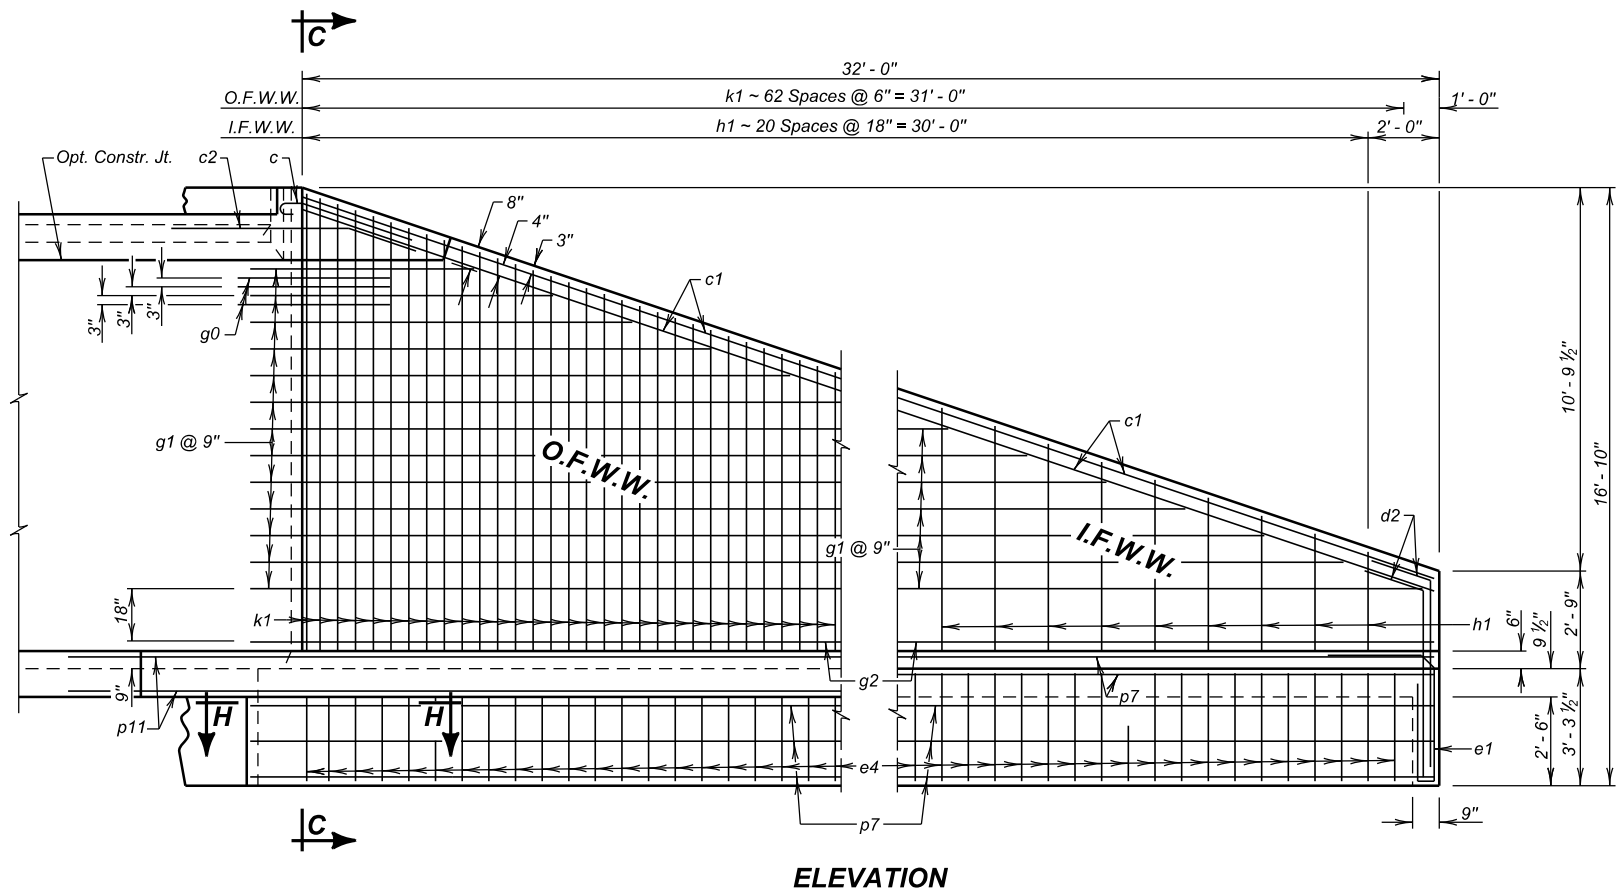 C
32' - 0"
O.F.W.W.
k1 ~ 62 Spaces @ 6" = 31' - 0"
1' - 0"
I.F.W.W.
h1 ~ 20 Spaces @ 18" = 30' - 0"
2' - 0"
Opt. Constr. Jt.
c2
c
8"
4"
3"
c1
3"
3"
3"
g0
10' - 9 ½"
c1
g1 @ 9"
O.F.W.W.
16' - 10"
d2
g1 @ 9"
I.F.W.W.
18"
k1
h1
6"
9 ½"
2' - 9"
g2
9"
p7
p11
H
H
2' - 6"
3' - 3 ½"
e1
e4
9"
C
p7
ELEVATION